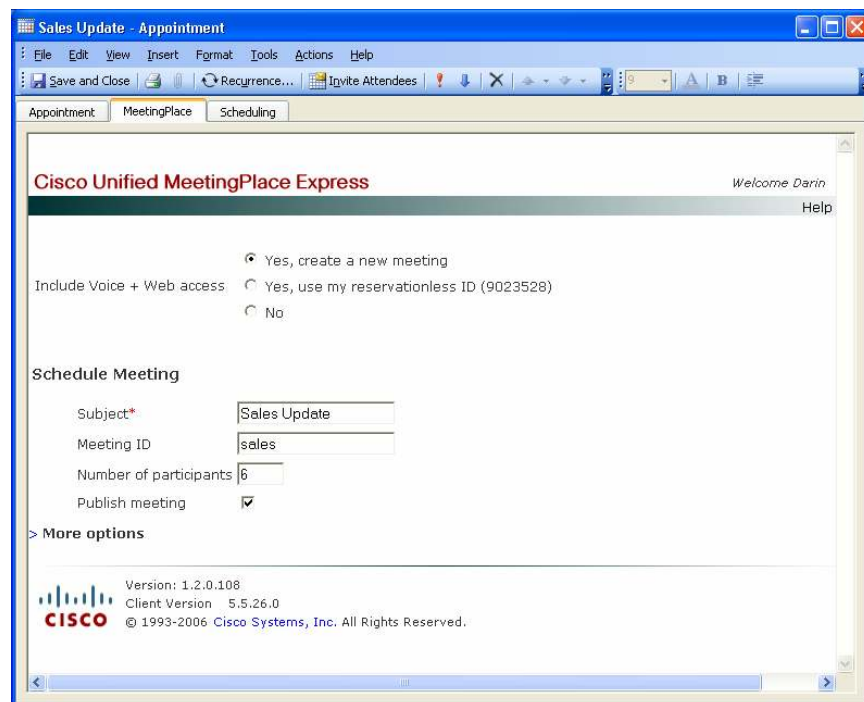 Sales Update - Appointment
File Edit View Insert Format Tools Actions Help
Save and Close Recurrence... Invite Attendees 9 A B
Appointment MeetingPlace Scheduling
Cisco Unified MeetingPlace Express Welcome Darin
Help
Yes, create a new meeting
Include Voice + Web access Yes, use my reservationless ID (9023528)
No
Schedule Meeting
Subject* Sales Update
Meeting ID sales
Number of participants 6
Publish meeting
> More options
Version: 1.2.0.108
Client Version 5.5.26.0
CISCO © 1993-2006 Cisco Systems, Inc. All Rights Reserved.